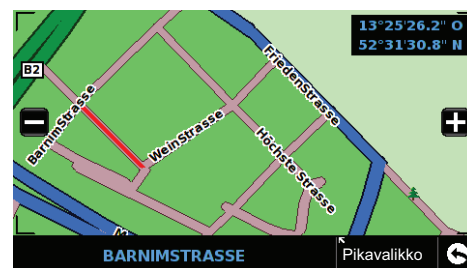 13°25'26.2" O
52°31'30.8" N
B2
FriedenStrasse
BarnimStrasse
WeinStrasse
Höchste Strasse
BARNIMSTRASSE
Pikavalikko